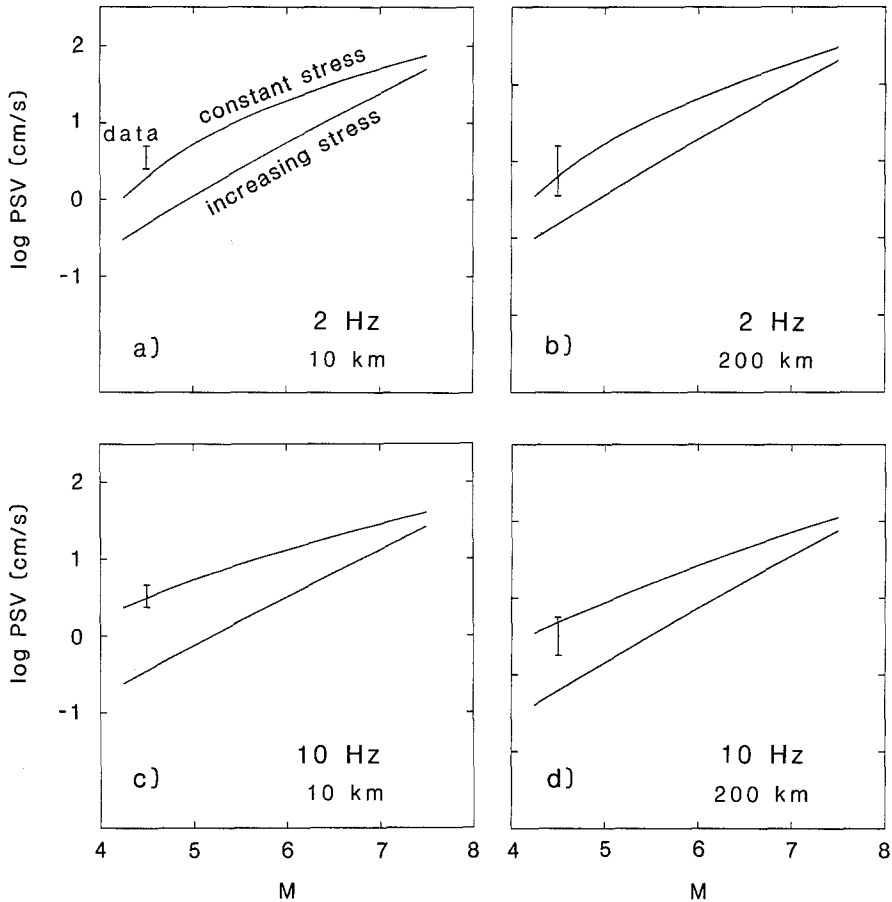 2
1
0
-1
log PSV (cm/s)
data
constant stress
increasing stress
2 Hz
a)
10 km
2 Hz
b)
200 km
2
1
0
-1
log PSV (cm/s)
10 Hz
c)
10 km
10 Hz
d)
200 km
4 5 6 7 8
4 5 6 7 8
M
M